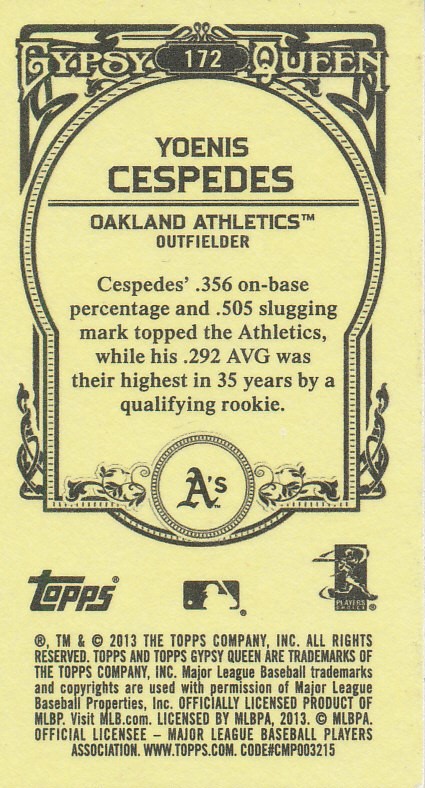 GYPSY 172 QUEEN
YOENIS
CESPEDES
OAKLAND ATHLETICS™
OUTFIELDER
Cespedes’ .356 on-base
percentage and .505 slugging
mark topped the Athletics,
while his .292 AVG was
their highest in 35 years by a
qualifying rookie.
A's™
topps®
®
PLAYERS
CHOICE ®
®, TM & © 2013 THE TOPPS COMPANY, INC. ALL RIGHTS
RESERVED. TOPPS AND TOPPS GYPSY QUEEN ARE TRADEMARKS OF
THE TOPPS COMPANY, INC. Major League Baseball trademarks
and copyrights are used with permission of Major League
Baseball Properties, Inc. OFFICIALLY LICENSED PRODUCT OF
MLBP. Visit MLB.com. LICENSED BY MLBPA, 2013. © MLBPA.
OFFICIAL LICENSEE – MAJOR LEAGUE BASEBALL PLAYERS
ASSOCIATION. WWW.TOPPS.COM. CODE#CMP003215